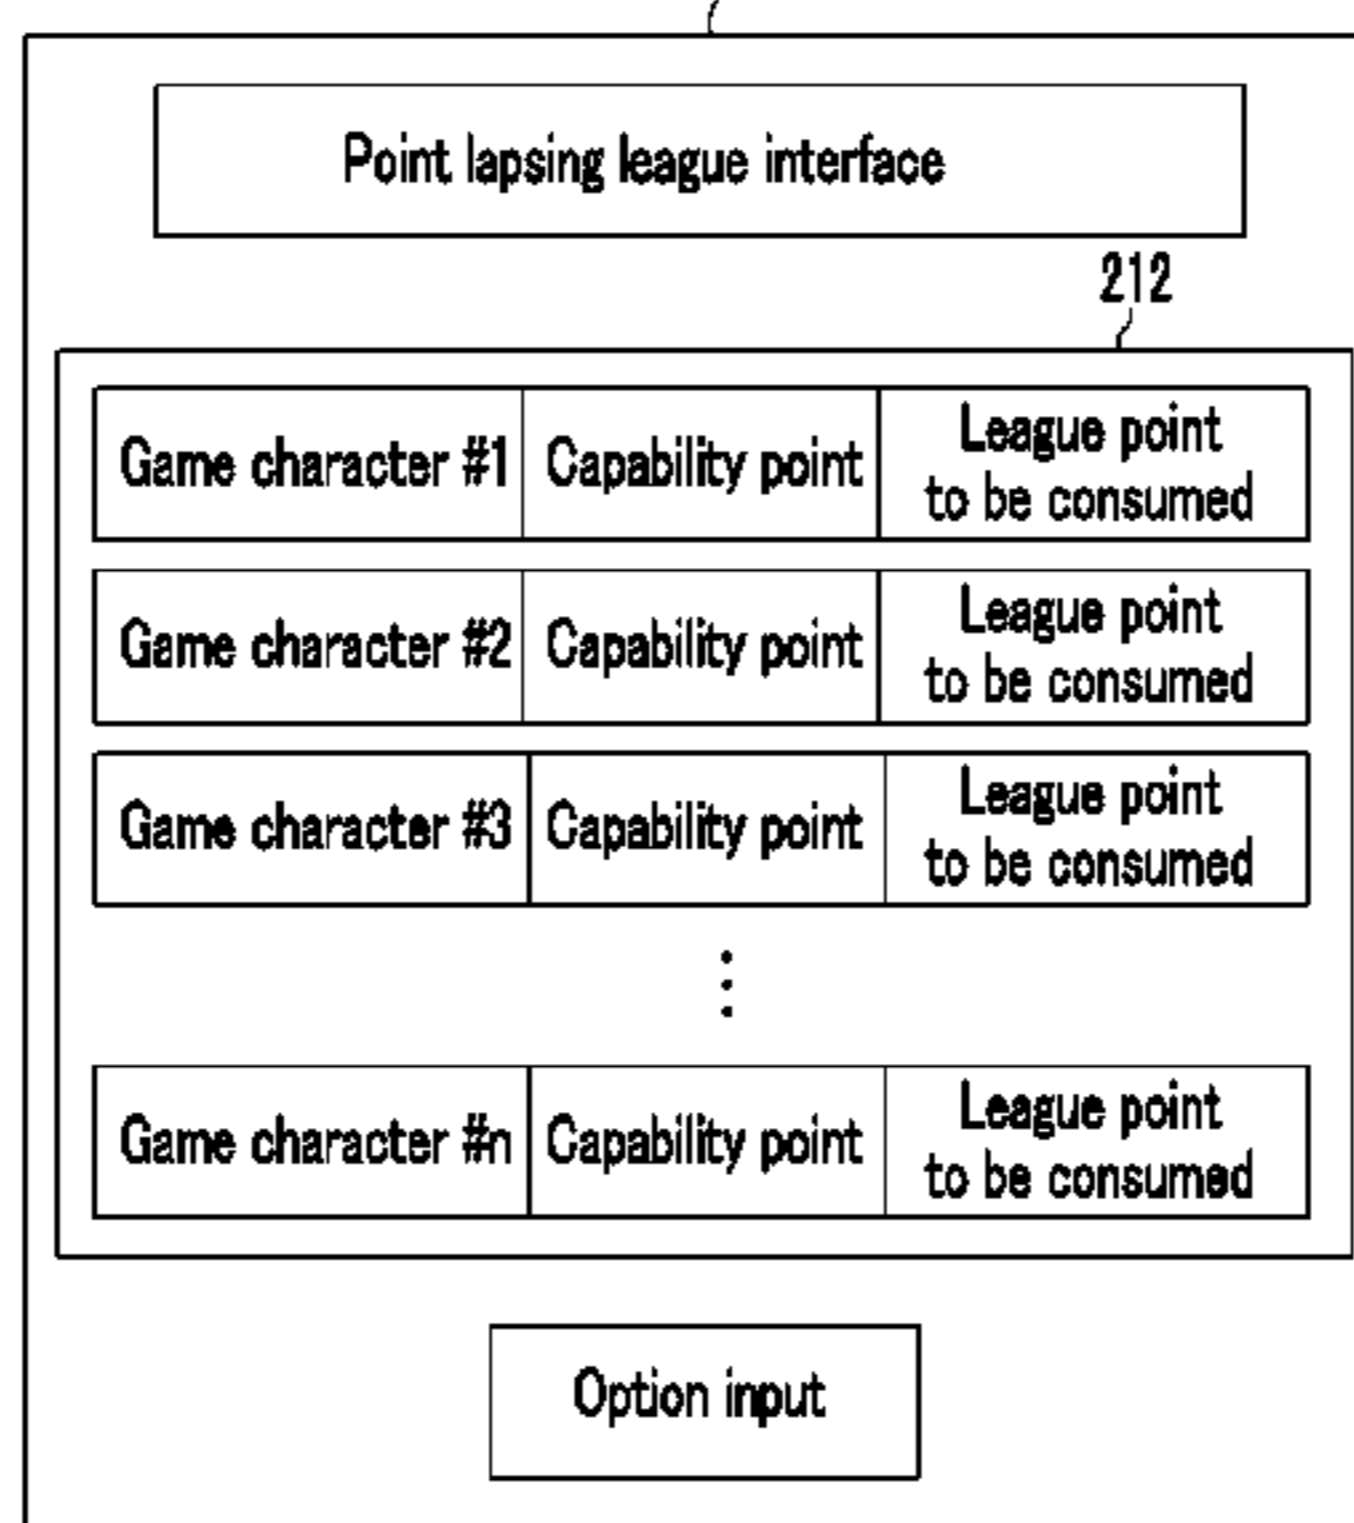 Point lapsing league interface
212
Game character #1 Capability point League point
to be consumed
Game character #2 Capability point League point
to be consumed
Game character #3 Capability point League point
to be consumed
Game character #n Capability point League point
to be consumed
Option input